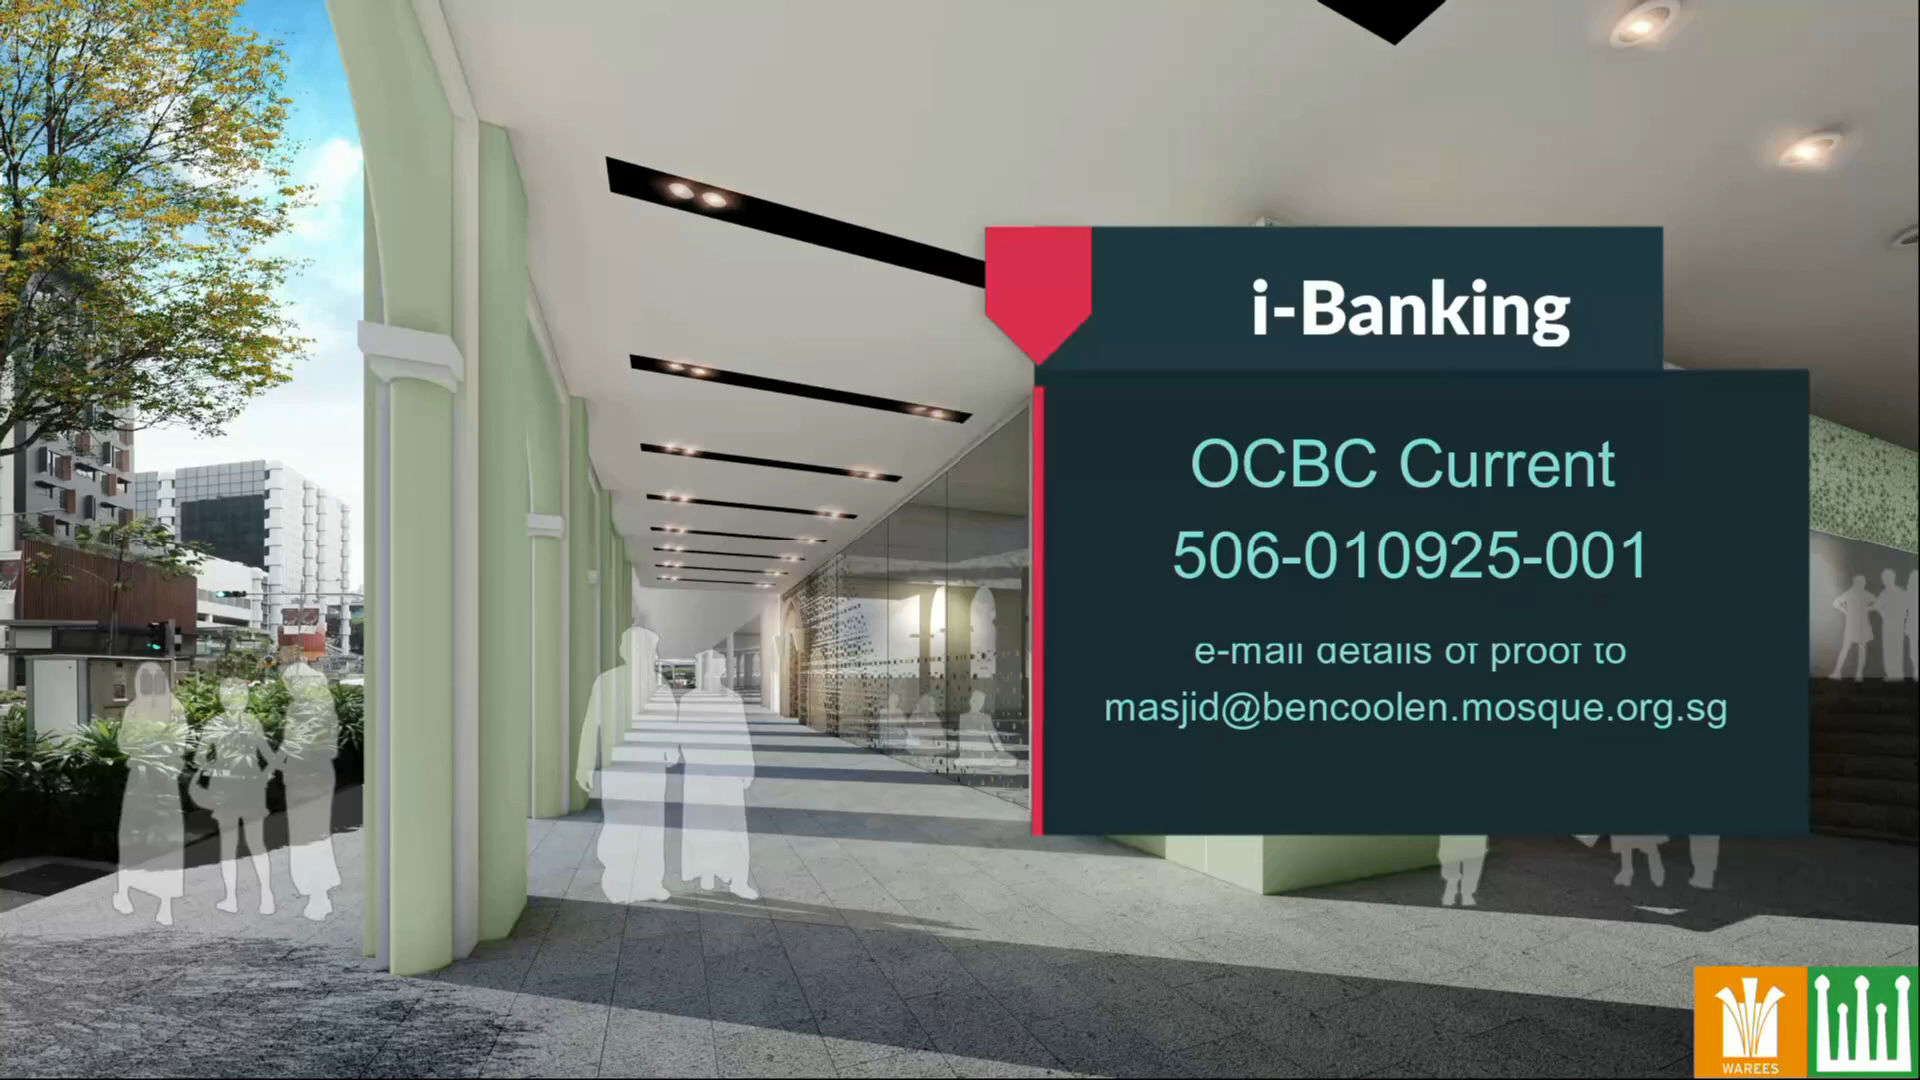 i-Banking
OCBC Current
506-010925-001
e-mail details of proof to
masjid@bencoolen.mosque.org.sg
WAREES